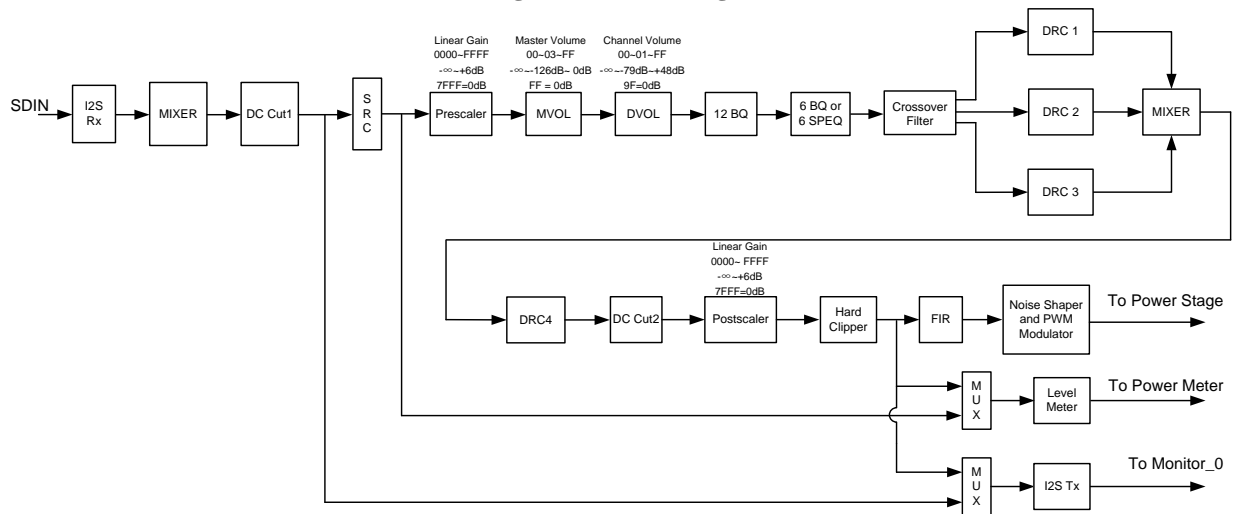 Linear Gain
0000~FFFF
-∞~+6dB
7FFF=0dB
Master Volume
00~03~FF
-∞~-126dB~ 0dB
FF = 0dB
Channel Volume
00~01~FF
-∞~-79dB~+48dB
9F=0dB
SDIN
I2S
Rx
MIXER
DC Cut1
S
R
C
Prescaler
MVOL
DVOL
12 BQ
6 BQ or
6 SPEQ
Crossover
Filter
DRC 1
DRC 2
DRC 3
MIXER
Linear Gain
0000~ FFFF
-∞~+6dB
7FFF=0dB
DRC4
DC Cut2
Postscaler
Hard
Clipper
FIR
Noise Shaper
and PWM
Modulator
To Power Stage
M
U
X
Level
Meter
To Power Meter
M
U
X
I2S Tx
To Monitor_0